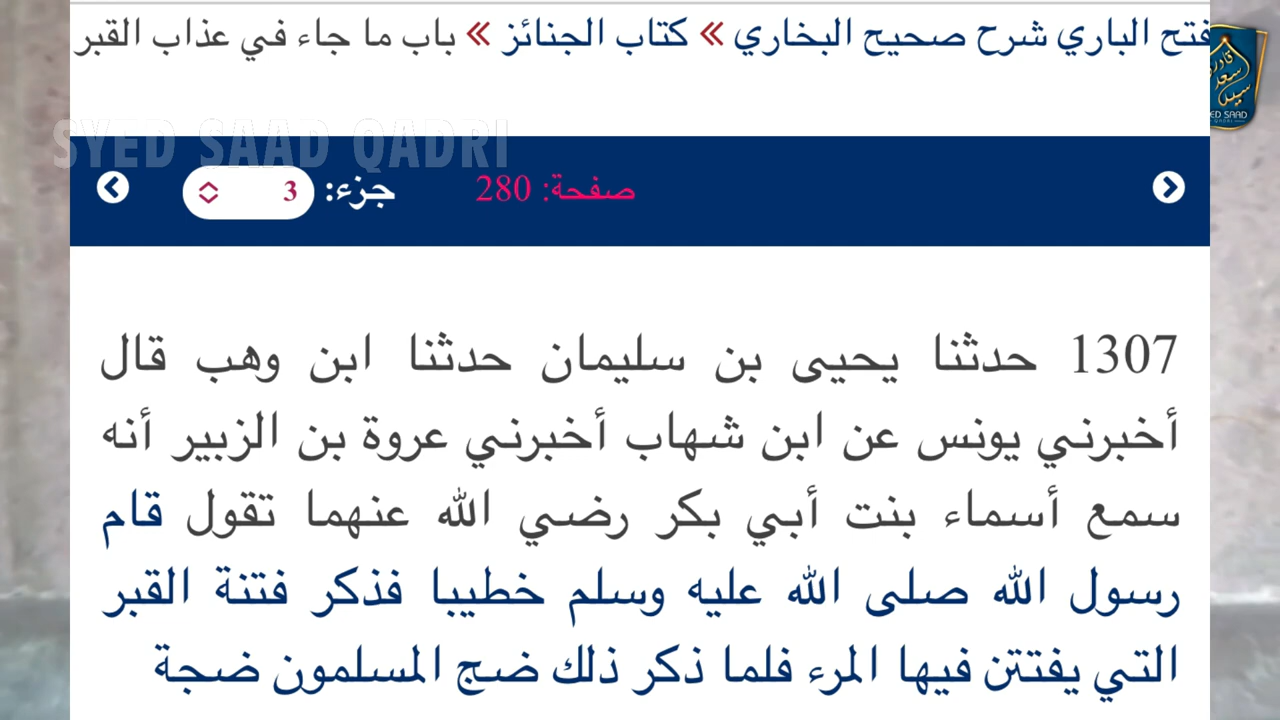 فتح الباري شرح صحيح البخاري » كتاب الجنائز » باب ما جاء في عذاب القبر
SYED SAAD QADRI
صفحة: 280 جزء: 3
1307 حدثنا يحيى بن سليمان حدثنا ابن وهب قال
أخبرني يونس عن ابن شهاب أخبرني عروة بن الزبير أنه
سمع أسماء بنت أبي بكر رضي الله عنهما تقول قام
رسول الله صلى الله عليه وسلم خطيبا فذكر فتنة القبر
التي يفتتن فيها المرء فلما ذكر ذلك ضج المسلمون ضجة